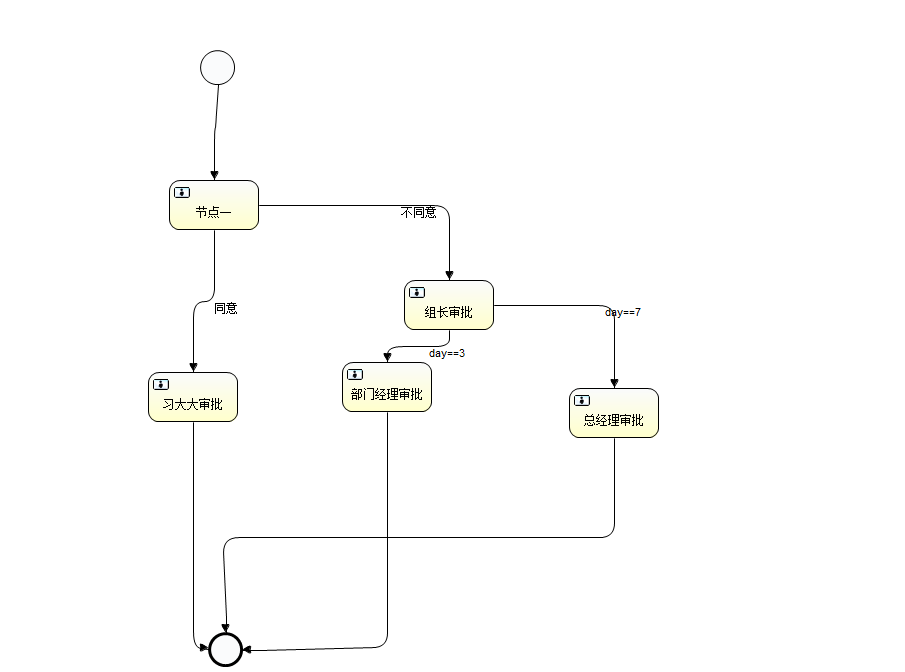 节点一
不同意
同意
组长审批
day==7
day==3
习大大审批
部门经理审批
总经理审批